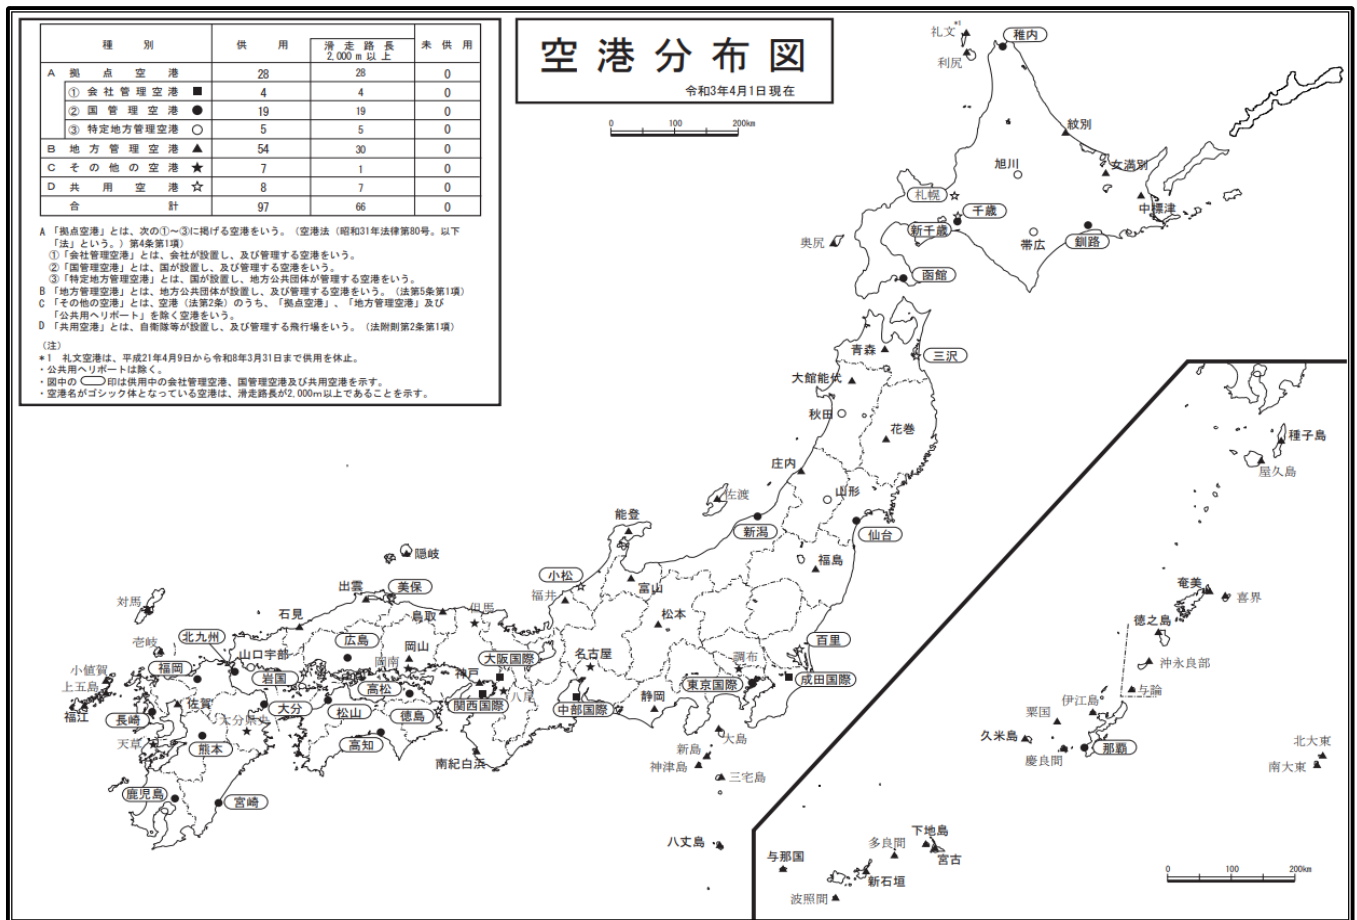 空港分布図
令和3年4月1日現在
0 100 200km
種別 供用 滑走路長2,000m以上 未供用
A 拠点空港 28 28 0
① 会社管理空港 ■ 4 4 0
② 国管理空港 ● 19 19 0
③ 特定地方管理空港 ○ 5 5 0
B 地方管理空港 ▲ 54 30 0
C その他の空港 ★ 7 1 0
D 共用空港 ☆ 8 7 0
合計 97 66 0
A 「拠点空港」とは、次の①～③に掲げる空港をいう。（空港法（昭和31年法律第80号。以下
「法」という。）第4条第1項）
①「会社管理空港」とは、会社が設置し、及び管理する空港をいう。
②「国管理空港」とは、国が設置し、及び管理する空港をいう。
③「特定地方管理空港」とは、国が設置し、地方公共団体が管理する空港をいう。
B 「地方管理空港」とは、地方公共団体が設置し、及び管理する空港をいう。（法第5条第1項）
C 「その他の空港」とは、空港（法第2条）のうち、「拠点空港」、「地方管理空港」及び
「公共用ヘリポート」を除く空港をいう。
D 「共用空港」とは、自衛隊等が設置し、及び管理する飛行場をいう。（法附則第2条第1項）
（注）
*1 礼文空港は、平成21年4月9日から令和8年3月31日まで供用を休止。
・公共用ヘリポートは除く。
・図中の 印は供用中の会社管理空港、国管理空港及び共用空港を示す。
・空港名がゴシック体となっている空港は、滑走路長が2,000m以上であることを示す。
*1
礼文
稚内
利尻
紋別
旭川
女満別
札幌
千歳
中標津
新千歳
帯広
釧路
奥尻
函館
青森
三沢
大館能代
秋田
花巻
庄内
山形
佐渡
新潟
仙台
能登
福島
隠岐
小松
富山
福井
松本
出雲
美保
鳥取
但馬
石見
対馬
壱岐
北九州
山口宇部
広島
岡山
岡南
大阪国際
名古屋
百里
調布
小値賀
上五島
福岡
岩国
高松
神戸
八尾
関西国際
中部国際
静岡
東京国際
成田国際
福江
長崎
佐賀
大分
松山
徳島
大分県央
天草
熊本
高知
南紀白浜
大島
新島
神津島
三宅島
鹿児島
宮崎
八丈島
種子島
屋久島
奄美
喜界
徳之島
沖永良部
与論
伊江島
粟国
久米島
慶良間
那覇
北大東
南大東
下地島
多良間
宮古
与那国
新石垣
波照間
0 100 200km